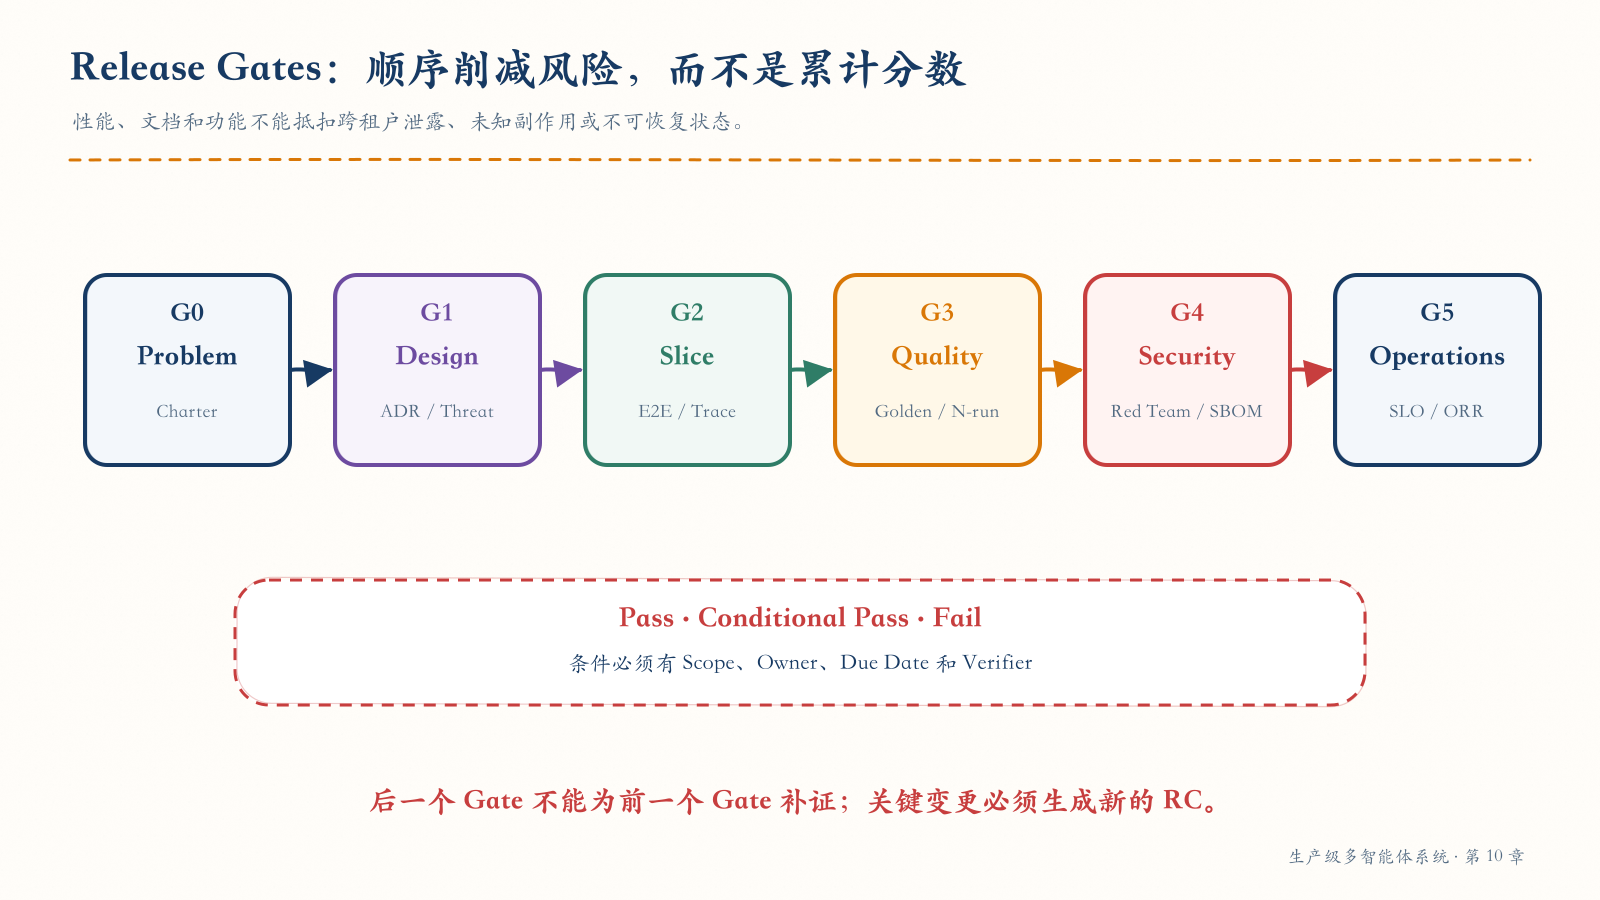 Release Gates：顺序削减风险，而不是累计分数
性能、文档和功能不能抵扣跨租户泄露、未知副作用或不可恢复状态。
G0
Problem
Charter
G1
Design
ADR / Threat
G2
Slice
E2E / Trace
G3
Quality
Golden / N-run
G4
Security
Red Team / SBOM
G5
Operations
SLO / ORR
Pass · Conditional Pass · Fail
条件必须有 Scope、Owner、Due Date 和 Verifier
后一个 Gate 不能为前一个 Gate 补证；关键变更必须生成新的 RC。
生产级多智能体系统 · 第 10 章